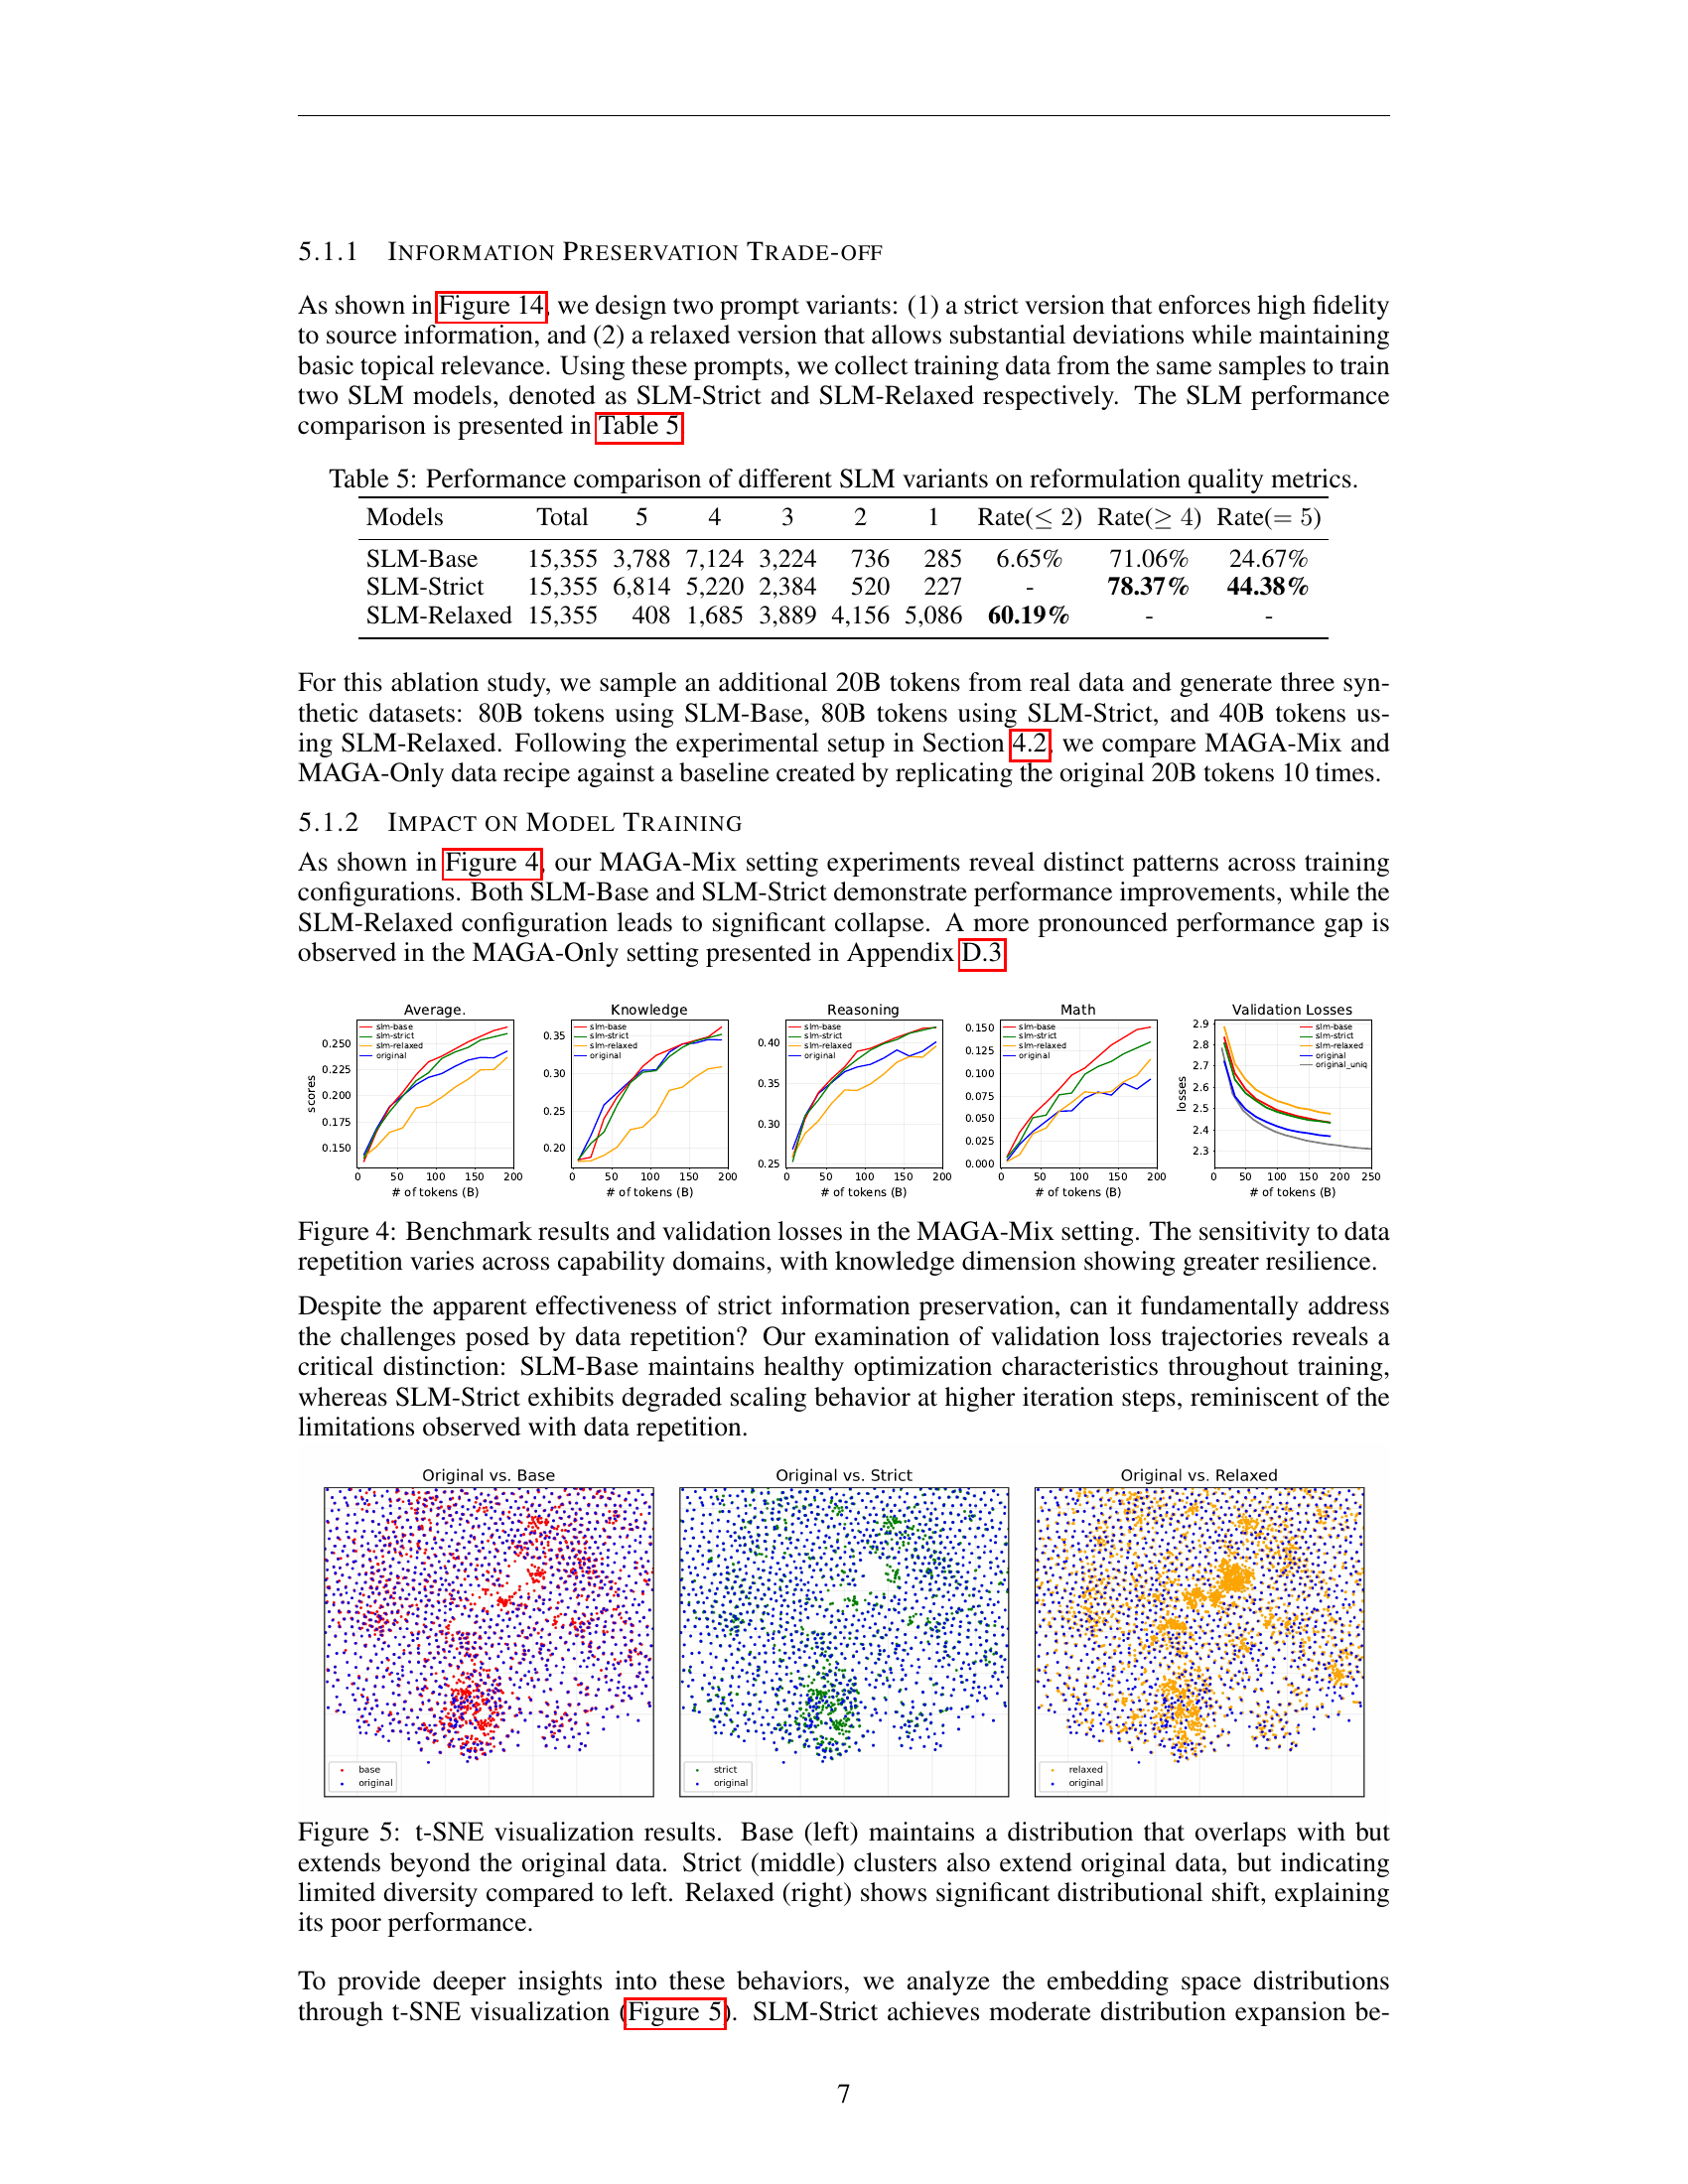 5.1.1 INFORMATION PRESERVATION TRADE-OFF
As shown in Figure 14, we design two prompt variants: (1) a strict version that enforces high fidelity
to source information, and (2) a relaxed version that allows substantial deviations while maintaining
basic topical relevance. Using these prompts, we collect training data from the same samples to train
two SLM models, denoted as SLM-Strict and SLM-Relaxed respectively. The SLM performance
comparison is presented in Table 5
Table 5: Performance comparison of different SLM variants on reformulation quality metrics.
Models Total 5 4 3 2 1 Rate(≤ 2) Rate(≥ 4) Rate(= 5)
SLM-Base 15,355 3,788 7,124 3,224 736 285 6.65% 71.06% 24.67%
SLM-Strict 15,355 6,814 5,220 2,384 520 227 - 78.37% 44.38%
SLM-Relaxed 15,355 408 1,685 3,889 4,156 5,086 60.19% - -
For this ablation study, we sample an additional 20B tokens from real data and generate three syn-
thetic datasets: 80B tokens using SLM-Base, 80B tokens using SLM-Strict, and 40B tokens us-
ing SLM-Relaxed. Following the experimental setup in Section 4.2, we compare MAGA-Mix and
MAGA-Only data recipe against a baseline created by replicating the original 20B tokens 10 times.
5.1.2 IMPACT ON MODEL TRAINING
As shown in Figure 4, our MAGA-Mix setting experiments reveal distinct patterns across training
configurations. Both SLM-Base and SLM-Strict demonstrate performance improvements, while the
SLM-Relaxed configuration leads to significant collapse. A more pronounced performance gap is
observed in the MAGA-Only setting presented in Appendix D.3
Average.
slm-base
slm-strict
slm-relaxed
original
scores
0.250
0.225
0.200
0.175
0.150
0 50 100 150 200
# of tokens (B)
Knowledge
slm-base
slm-strict
slm-relaxed
original
0.35
0.30
0.25
0.20
0 50 100 150 200
# of tokens (B)
Reasoning
slm-base
slm-strict
slm-relaxed
original
0.40
0.35
0.30
0.25
0 50 100 150 200
# of tokens (B)
Math
slm-base
slm-strict
slm-relaxed
original
0.150
0.125
0.100
0.075
0.050
0.025
0.000
0 50 100 150 200
# of tokens (B)
Validation Losses
slm-base
slm-strict
slm-relaxed
original
original_uniq
losses
2.9
2.8
2.7
2.6
2.5
2.4
2.3
0 50 100 150 200 250
# of tokens (B)
Figure 4: Benchmark results and validation losses in the MAGA-Mix setting. The sensitivity to data
repetition varies across capability domains, with knowledge dimension showing greater resilience.
Despite the apparent effectiveness of strict information preservation, can it fundamentally address
the challenges posed by data repetition? Our examination of validation loss trajectories reveals a
critical distinction: SLM-Base maintains healthy optimization characteristics throughout training,
whereas SLM-Strict exhibits degraded scaling behavior at higher iteration steps, reminiscent of the
limitations observed with data repetition.
Original vs. Base
base
original
Original vs. Strict
strict
original
Original vs. Relaxed
relaxed
original
Figure 5: t-SNE visualization results. Base (left) maintains a distribution that overlaps with but
extends beyond the original data. Strict (middle) clusters also extend original data, but indicating
limited diversity compared to left. Relaxed (right) shows significant distributional shift, explaining
its poor performance.
To provide deeper insights into these behaviors, we analyze the embedding space distributions
through t-SNE visualization (Figure 5). SLM-Strict achieves moderate distribution expansion be-
7